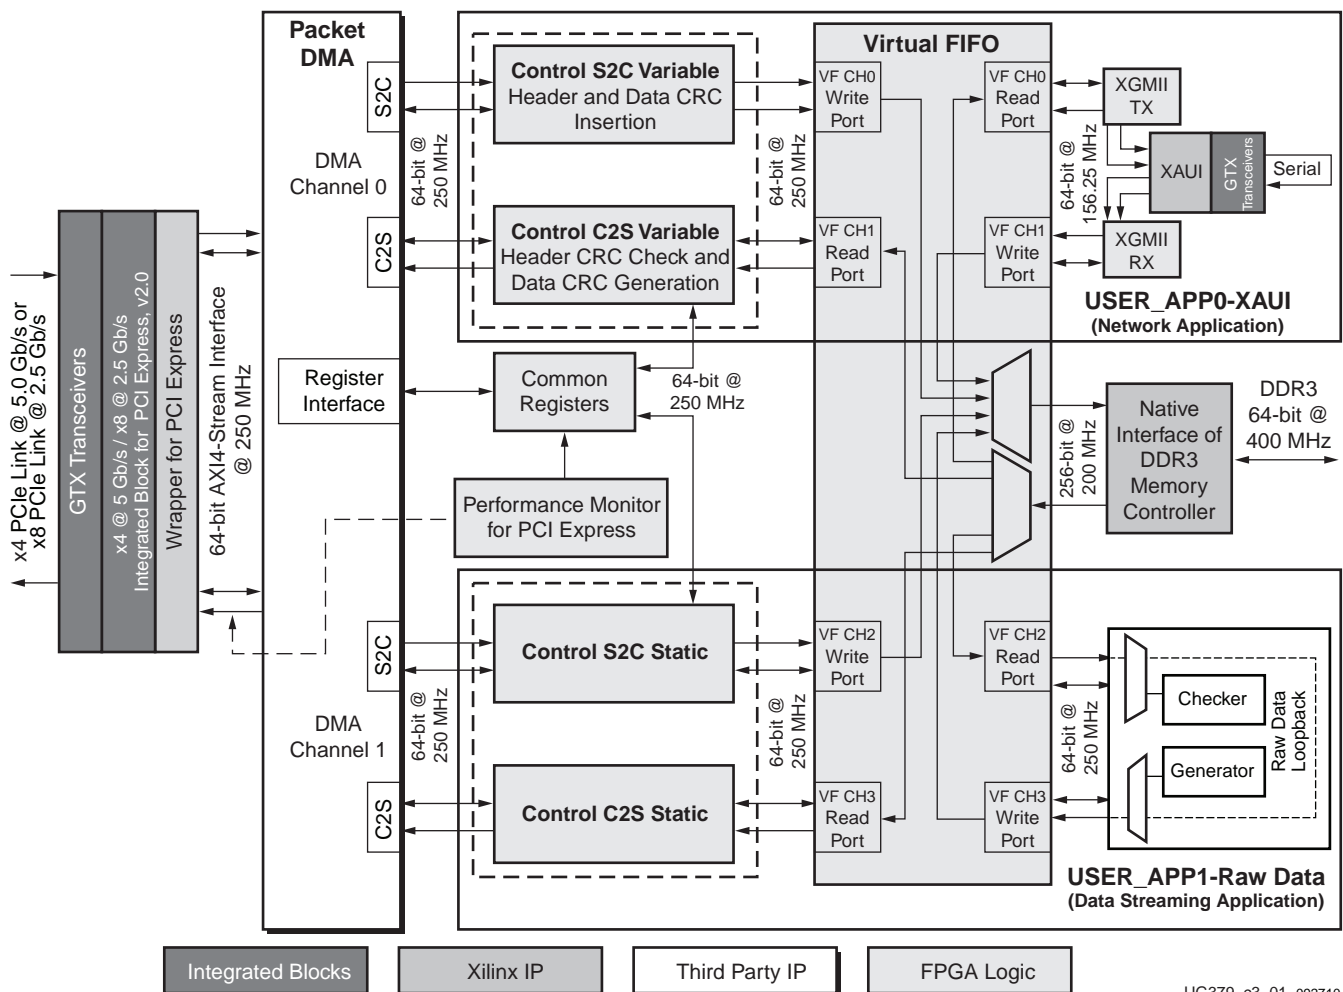 Packet
DMA
S2C
DMA
Channel 0
C2S
Register
Interface
S2C
DMA
Channel 1
C2S
x4 PCIe Link @ 5.0 Gb/s or
x8 PCIe Link @ 2.5 Gb/s
GTX Transceivers
x4 @ 5 Gb/s / x8 @ 2.5 Gb/s
Integrated Block for PCI Express, v2.0
Wrapper for PCI Express
64-bit AXI4-Stream Interface
@ 250 MHz
64-bit @
250 MHz
Control S2C Variable
Header and Data CRC
Insertion
Control C2S Variable
Header CRC Check and
Data CRC Generation
64-bit @
250 MHz
Virtual FIFO
VF CH0
Write
Port
VF CH0
Read
Port
VF CH1
Read
Port
VF CH1
Write
Port
64-bit @
156.25 MHz
XGMII
TX
XAUI
GTX
Transceivers
Serial
XGMII
RX
USER_APP0-XAUI
(Network Application)
Common
Registers
64-bit @
250 MHz
Performance Monitor
for PCI Express
256-bit @
200 MHz
Native
Interface of
DDR3
Memory
Controller
DDR3
64-bit @
400 MHz
64-bit @
250 MHz
Control S2C Static
Control C2S Static
64-bit @
250 MHz
VF CH2
Write
Port
VF CH2
Read
Port
VF CH3
Read
Port
VF CH3
Write
Port
64-bit @
250 MHz
Checker
Generator
Raw Data
Loopback
USER_APP1-Raw Data
(Data Streaming Application)
Integrated Blocks
Xilinx IP
Third Party IP
FPGA Logic